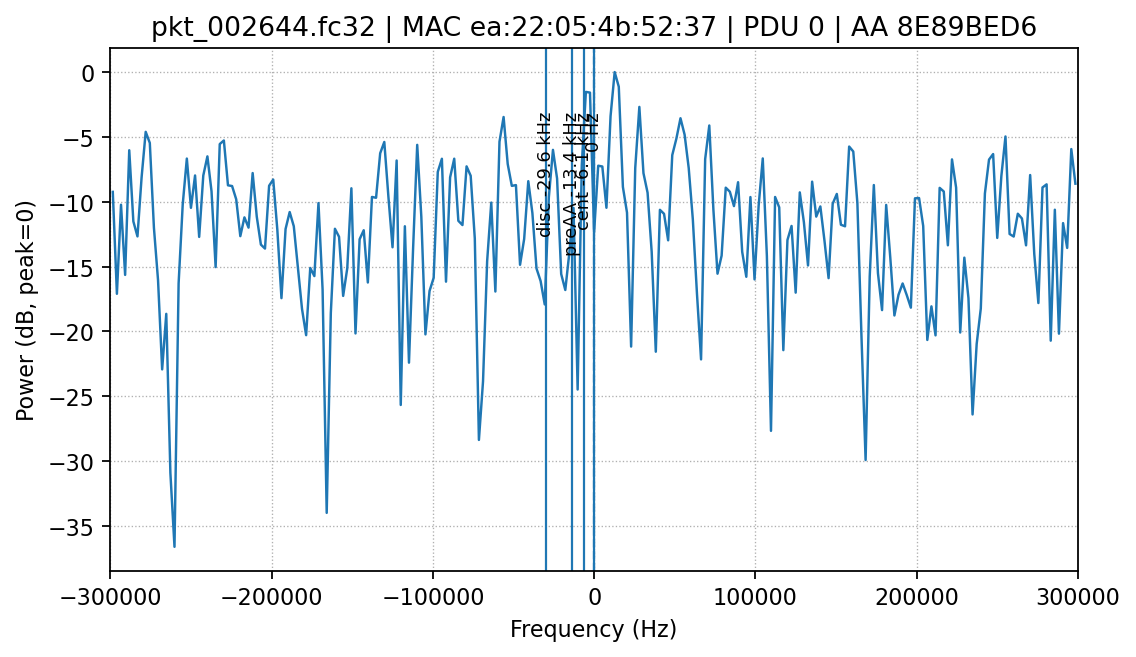 pkt_002644.fc32 | MAC ea:22:05:4b:52:37 | PDU 0 | AA 8E89BED6
Power (dB, peak=0)
0
−5
−10
−15
−20
−25
−30
−35
disc -29.6 kHz
preAA -13.4 kHz
cent -6.1 kHz
0 Hz
−300000
−200000
−100000
0
100000
200000
300000
Frequency (Hz)